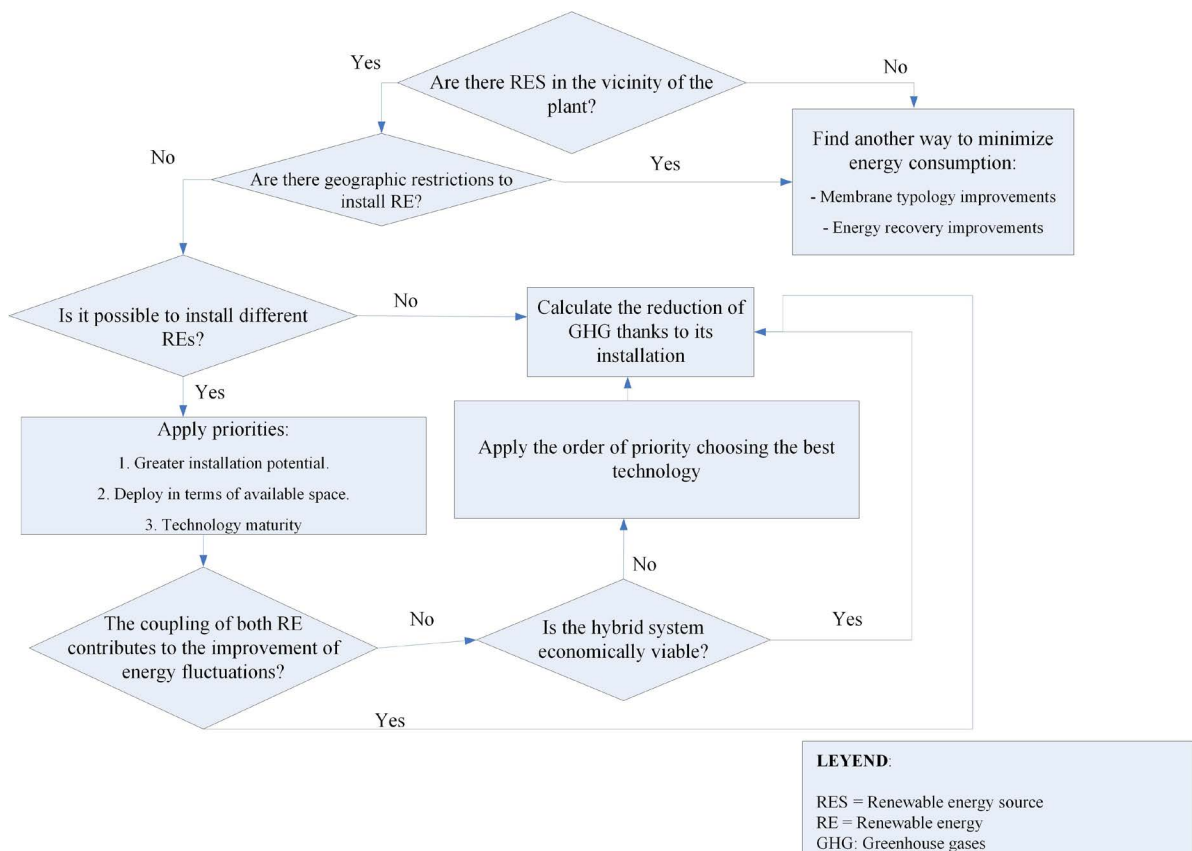 Yes
Are there RES in the vicinity of the
plant?
No
Find another way to minimize
energy consumption:
- Membrane typology improvements
- Energy recovery improvements
No
Are there geographic restrictions to
install RE?
Yes
Is it possible to install different
REs?
No
Calculate the reduction of
GHG thanks to its
installation
Yes
Apply priorities:
1. Greater installation potential.
2. Deploy in terms of available space.
3. Technology maturity
Apply the order of priority choosing the best
technology
The coupling of both RE
contributes to the improvement of
energy fluctuations?
No
No
Is the hybrid system
economically viable?
Yes
Yes
LEYEND:
RES = Renewable energy source
RE = Renewable energy
GHG: Greenhouse gases